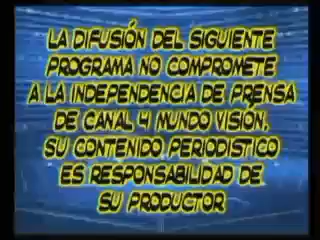 LA DIFUSIÓN DEL SIGUIENTE
PROGRAMA NO COMPROMETE
A LA INDEPENDENCIA DE PRENSA
DE CANAL 4 MUNDO VISIÓN.
SU CONTENIDO PERIODISTICO
ES RESPONSABILIDAD DE
SU PRODUCTOR